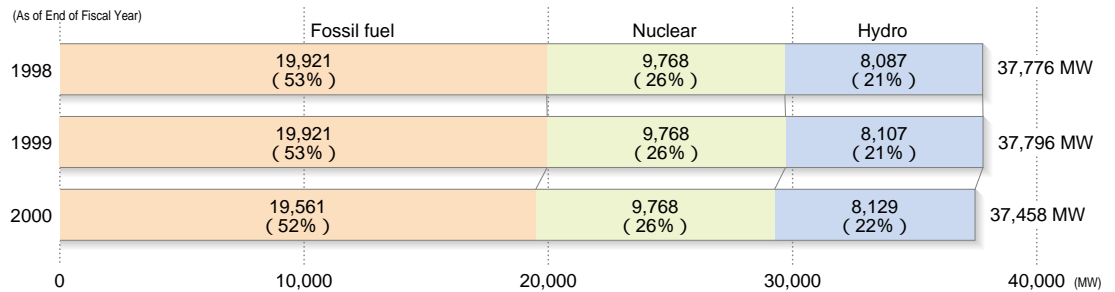 (As of End of Fiscal Year)
Fossil fuel Nuclear Hydro
1998 19,921 9,768 8,087 37,776 MW
( 53% ) ( 26% ) ( 21% )
1999 19,921 9,768 8,107 37,796 MW
( 53% ) ( 26% ) ( 21% )
2000 19,561 9,768 8,129 37,458 MW
( 52% ) ( 26% ) ( 22% )
0 10,000 20,000 30,000 40,000 (MW)